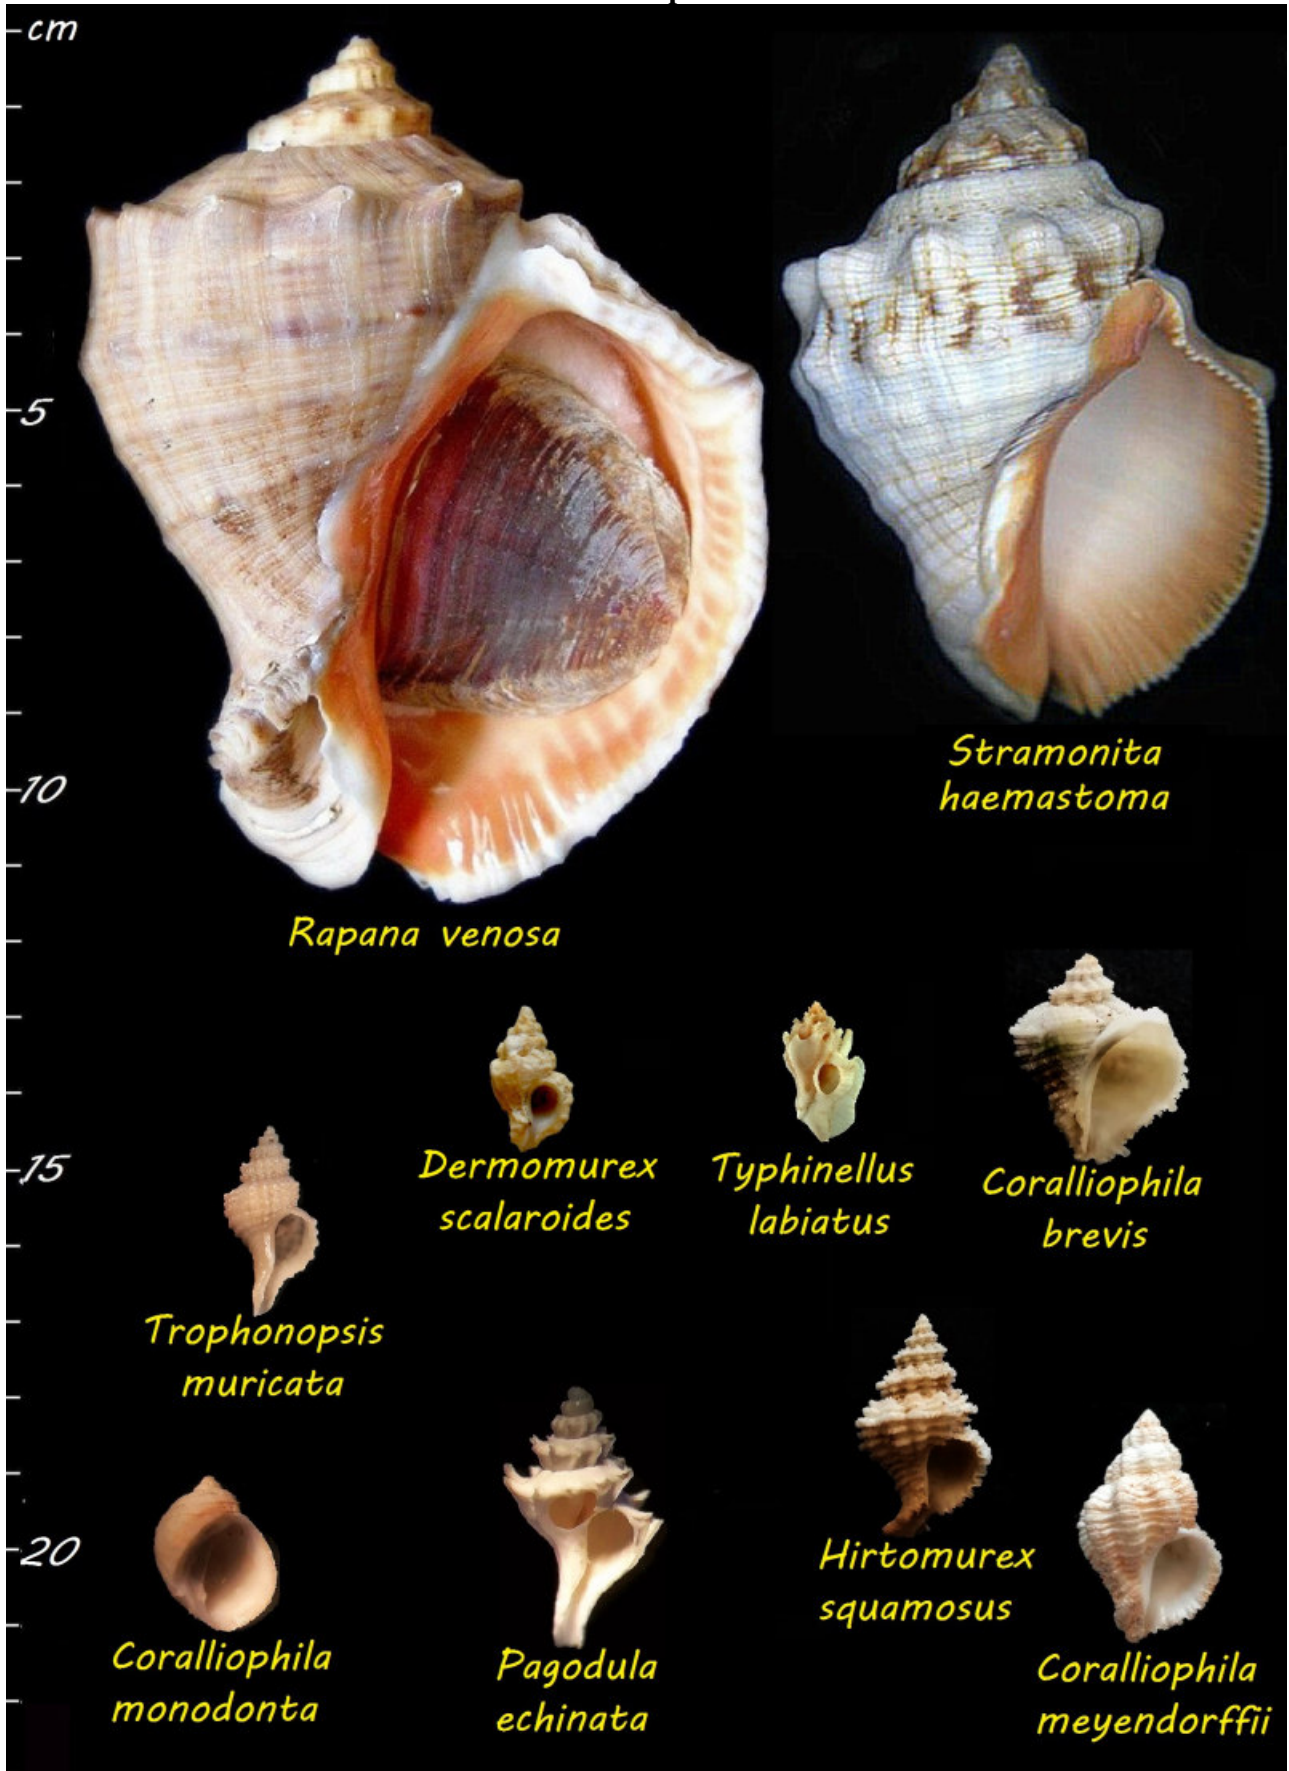 cm
5
10
15
20
Stramonita
haemastoma
Rapana venosa
Dermomurex
scalaroides
Typhinellus
labiatus
Coralliophila
brevis
Trophonopsis
muricata
Hirtomurex
squamosus
Coralliophila
monodonta
Pagodula
echinata
Coralliophila
meyendorffii